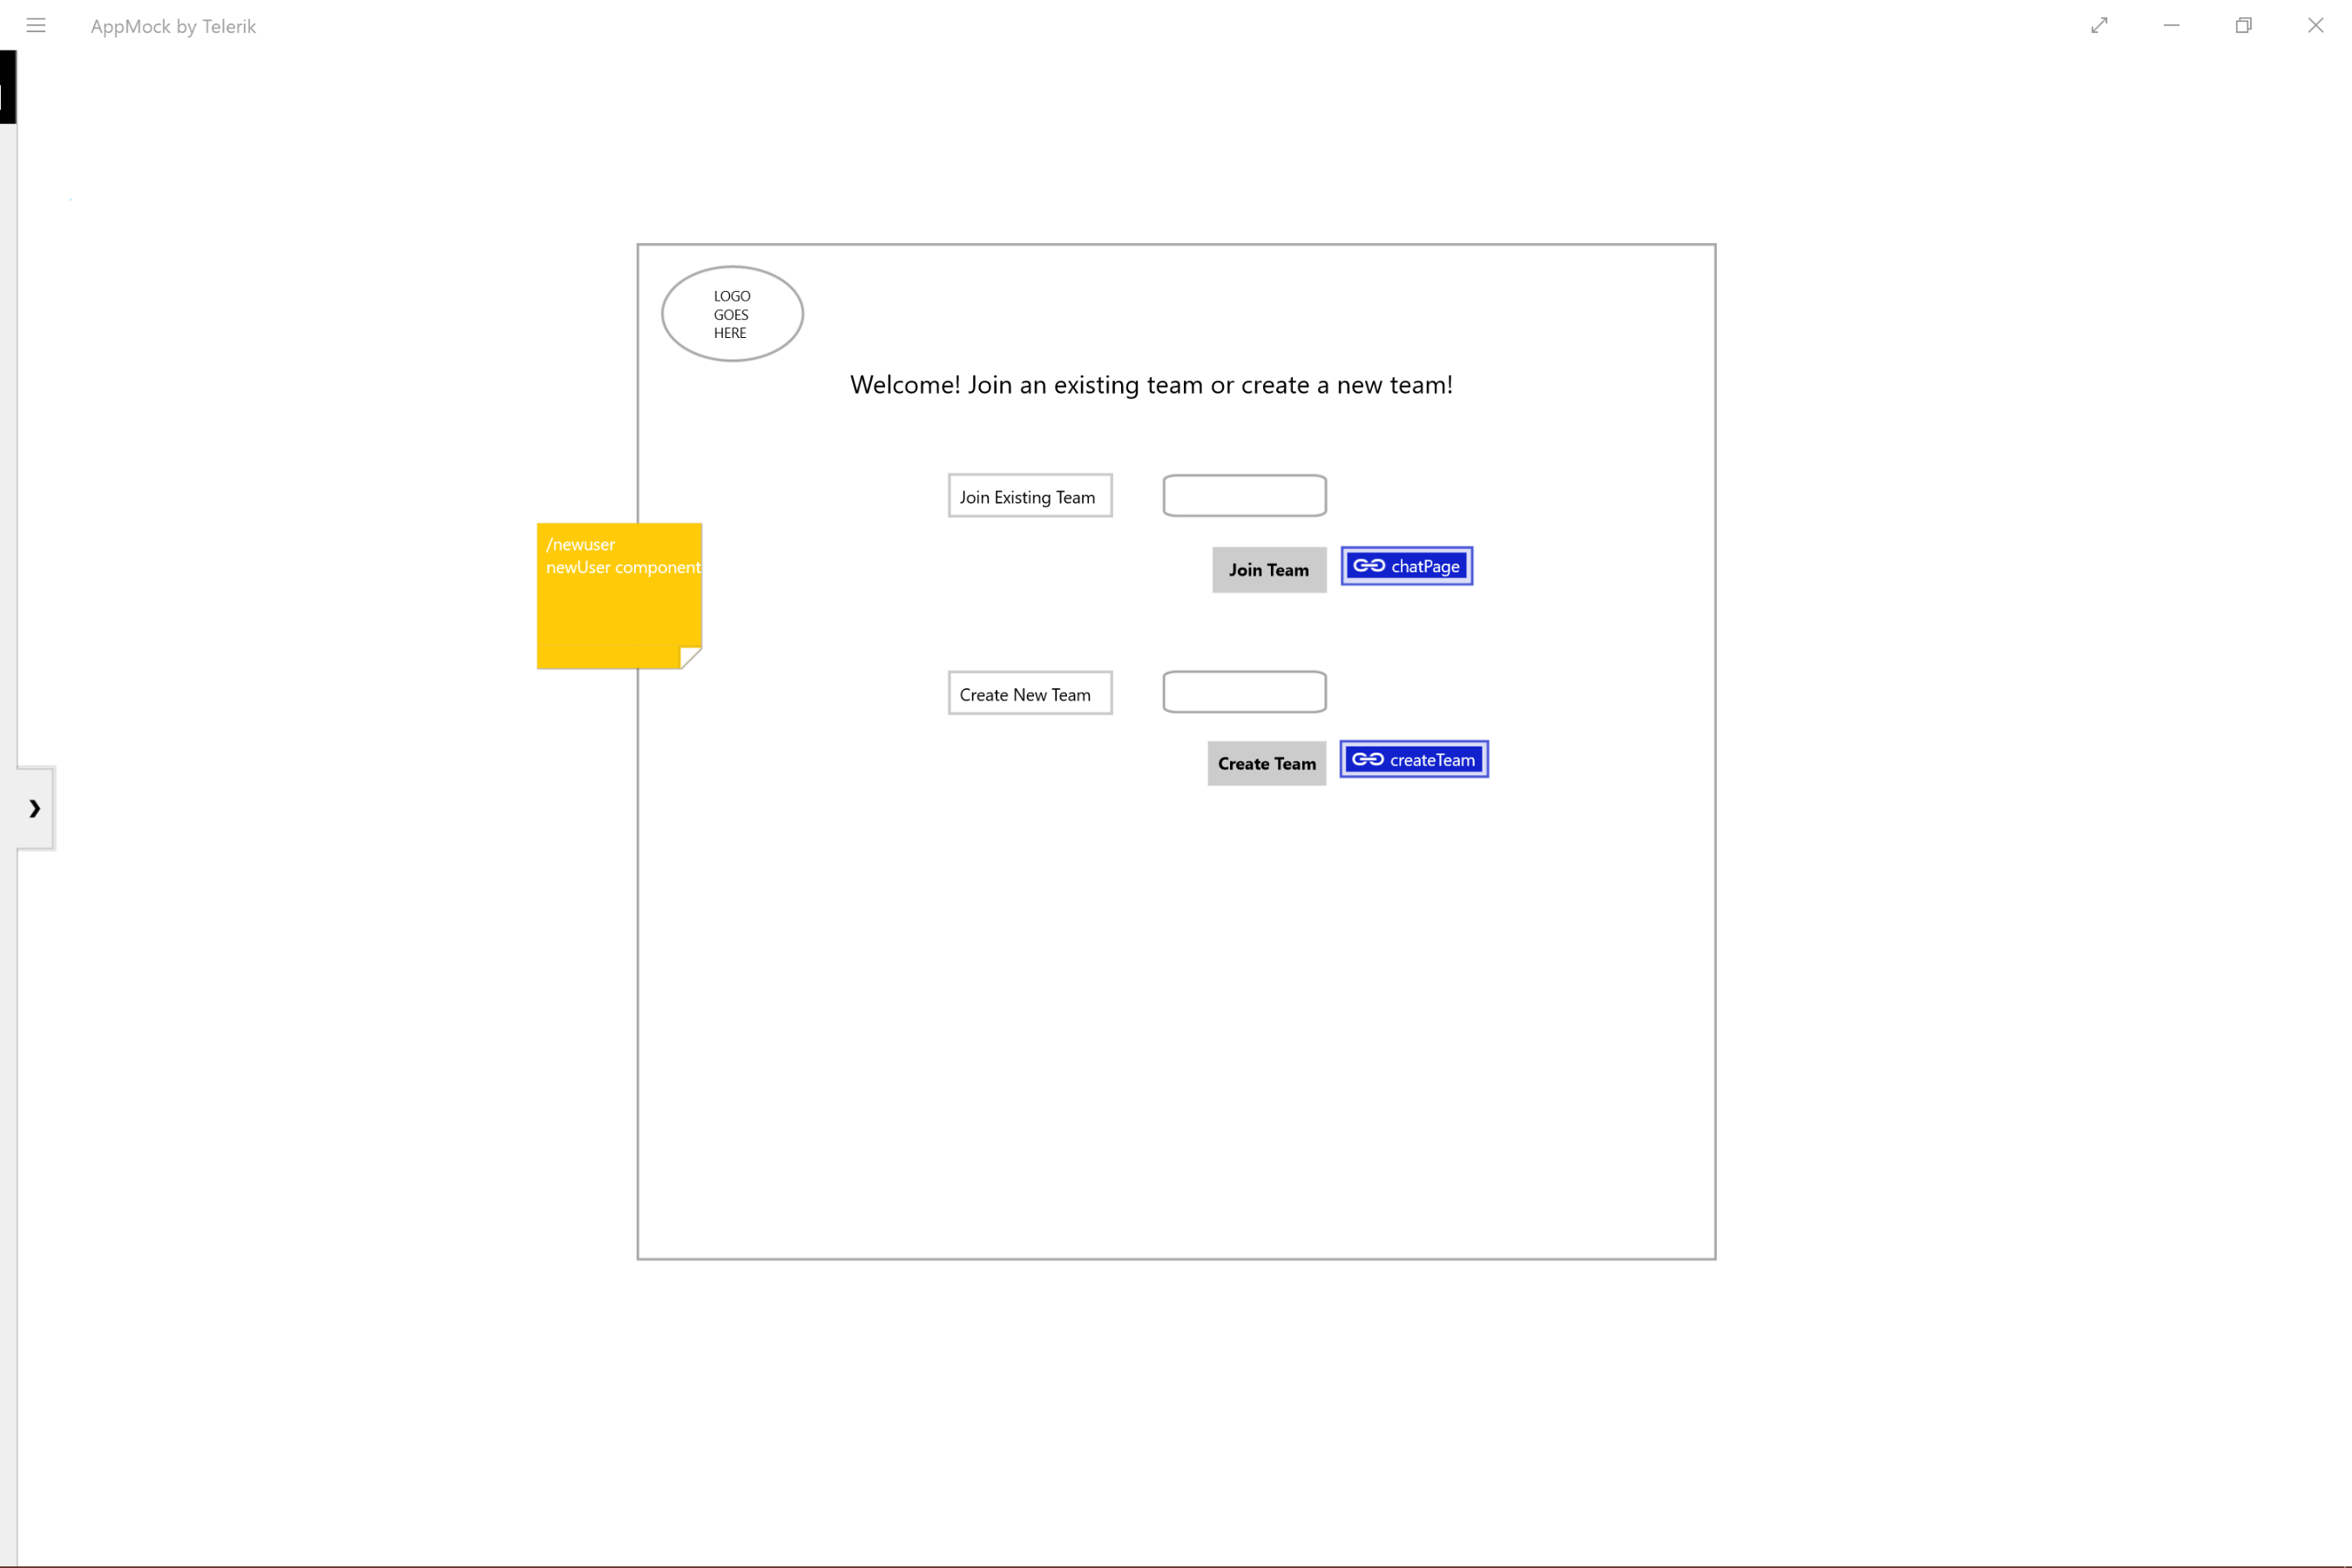 AppMock by Telerik
LOGO
GOES
HERE
Welcome! Join an existing team or create a new team!
Join Existing Team
/newuser
newUser component
Join Team
chatPage
Create New Team
Create Team
createTeam